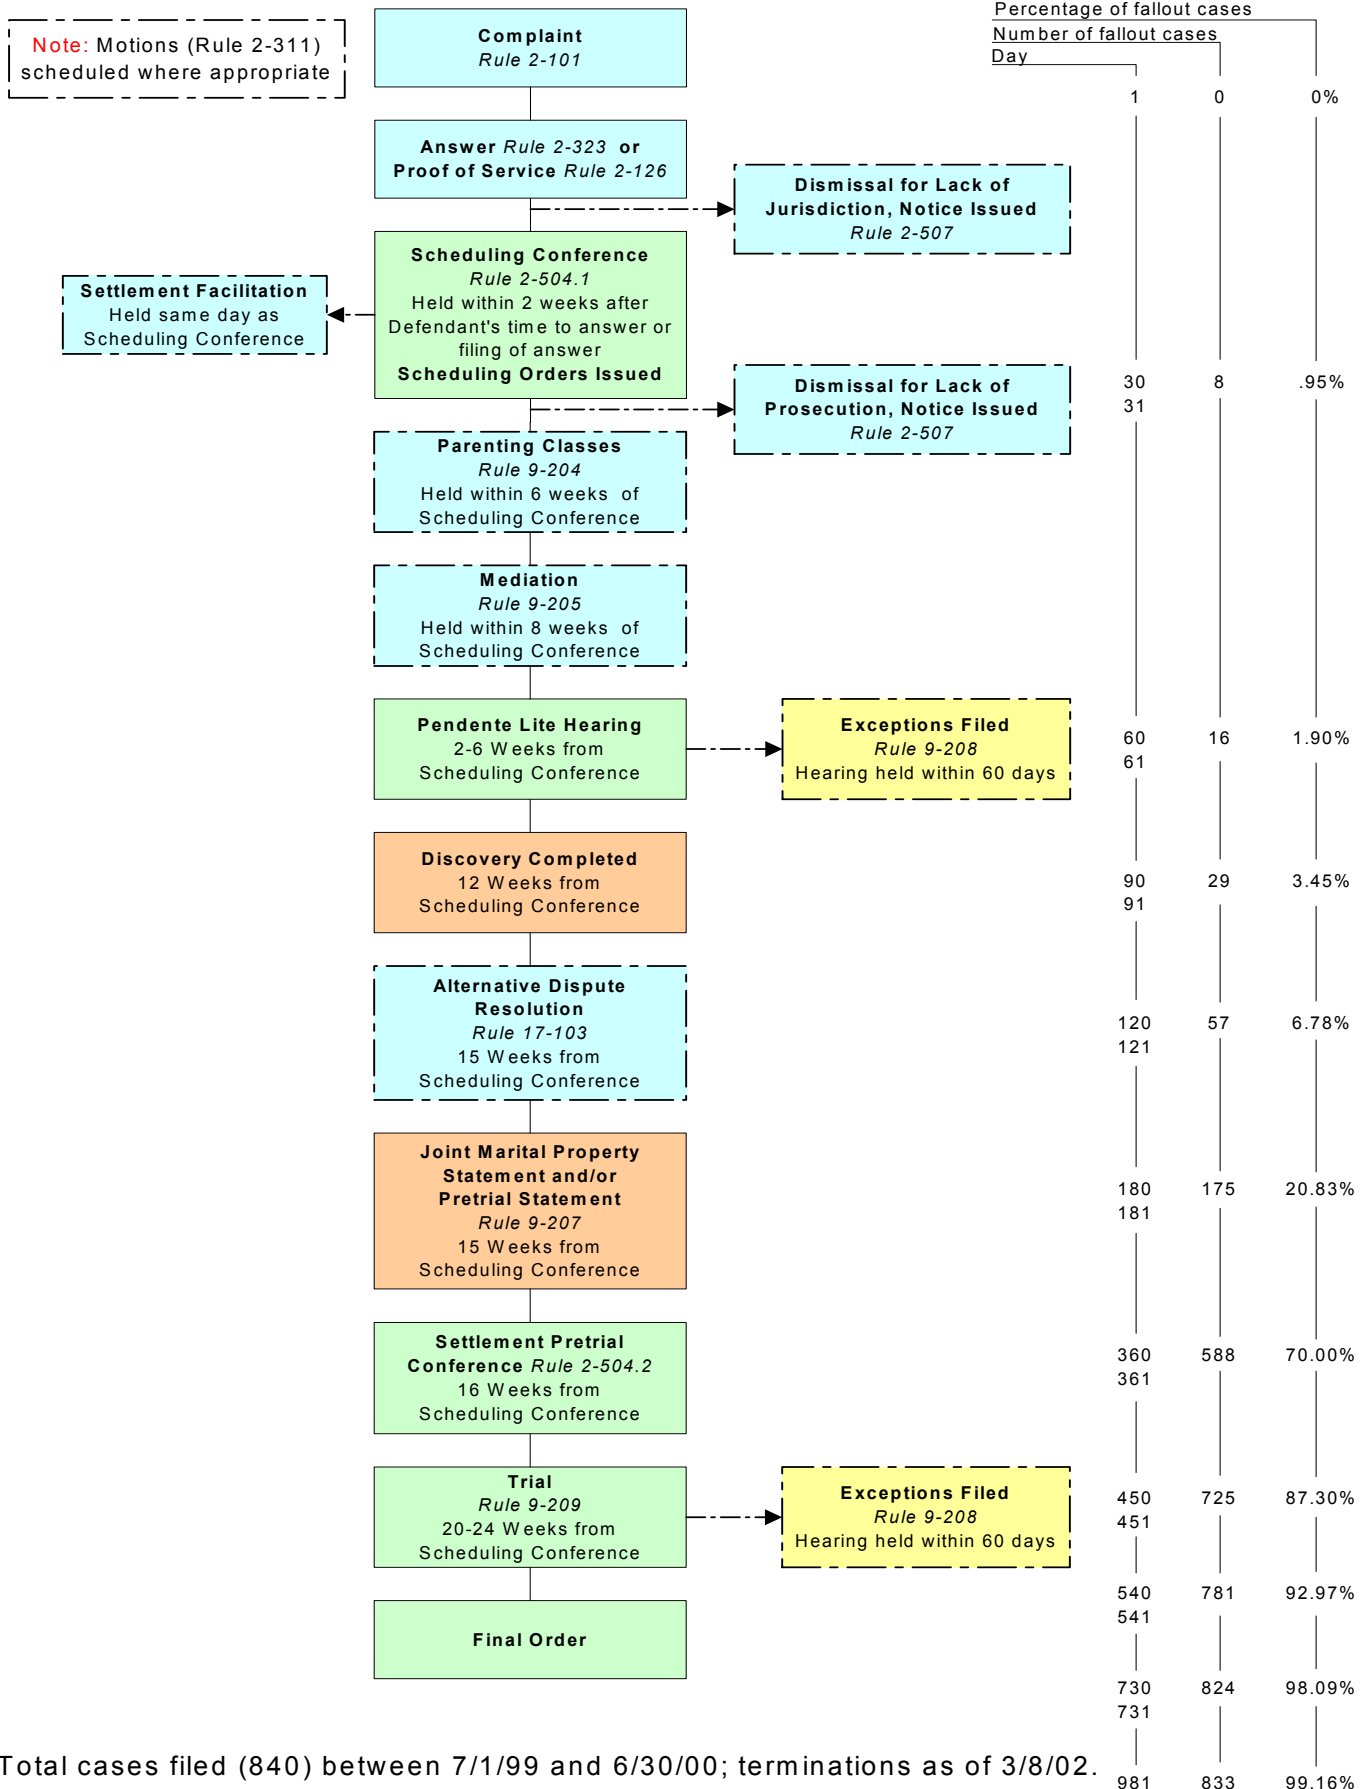 Note: Motions (Rule 2-311)
scheduled where appropriate
Complaint
Rule 2-101
Answer Rule 2-323 or
Proof of Service Rule 2-126
Dismissal for Lack of
Jurisdiction, Notice Issued
Rule 2-507
Scheduling Conference
Rule 2-504.1
Held within 2 weeks after
Defendant's time to answer or
filing of answer
Scheduling Orders Issued
Settlement Facilitation
Held same day as
Scheduling Conference
Dismissal for Lack of
Prosecution, Notice Issued
Rule 2-507
Parenting Classes
Rule 9-204
Held within 6 weeks of
Scheduling Conference
Mediation
Rule 9-205
Held within 8 weeks of
Scheduling Conference
Pendente Lite Hearing
2-6 Weeks from
Scheduling Conference
Exceptions Filed
Rule 9-208
Hearing held within 60 days
Discovery Completed
12 Weeks from
Scheduling Conference
Alternative Dispute
Resolution
Rule 17-103
15 Weeks from
Scheduling Conference
Joint Marital Property
Statement and/or
Pretrial Statement
Rule 9-207
15 Weeks from
Scheduling Conference
Settlement Pretrial
Conference Rule 2-504.2
16 Weeks from
Scheduling Conference
Trial
Rule 9-209
20-24 Weeks from
Scheduling Conference
Exceptions Filed
Rule 9-208
Hearing held within 60 days
Final Order
Percentage of fallout cases
Number of fallout cases
Day
1 0 0%
30 8 .95%
31
60 16 1.90%
61
90 29 3.45%
91
120 57 6.78%
121
180 175 20.83%
181
360 588 70.00%
361
450 725 87.30%
451
540 781 92.97%
541
730 824 98.09%
731
981 833 99.16%
Total cases filed (840) between 7/1/99 and 6/30/00; terminations as of 3/8/02.